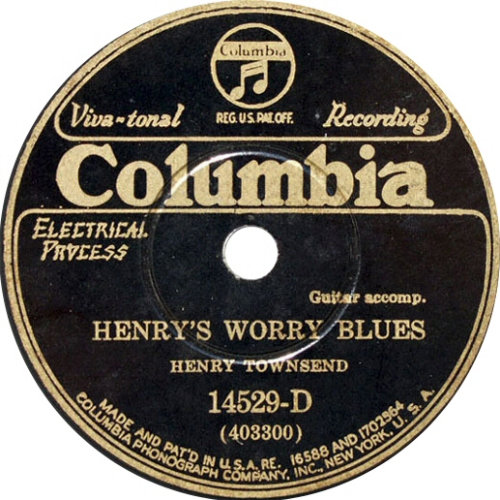 Columbia
Viva-tonal REG. U.S. PAT. OFF. Recording
Columbia
ELECTRICAL
PROCESS
Guitar accomp.
HENRY'S WORRY BLUES
HENRY TOWNSEND
14529-D
(403300)
MADE AND PAT'D IN U.S.A. RE. 16588 AND 1702564
COLUMBIA PHONOGRAPH COMPANY, INC., NEW YORK, U. S. A.